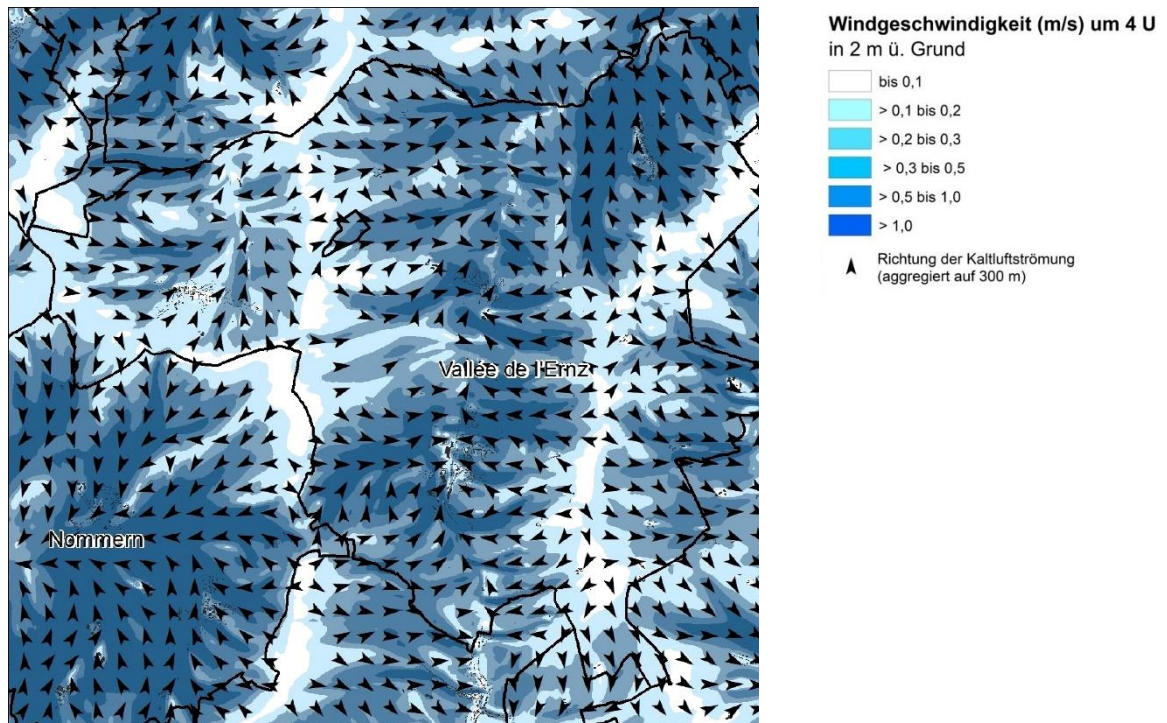 Windgeschwindigkeit (m/s) um 4 U
in 2 m ü. Grund
bis 0,1
> 0,1 bis 0,2
> 0,2 bis 0,3
> 0,3 bis 0,5
> 0,5 bis 1,0
> 1,0
Richtung der Kaltluftströmung
(aggregiert auf 300 m)
Vallée de l'Ernz
Nommern